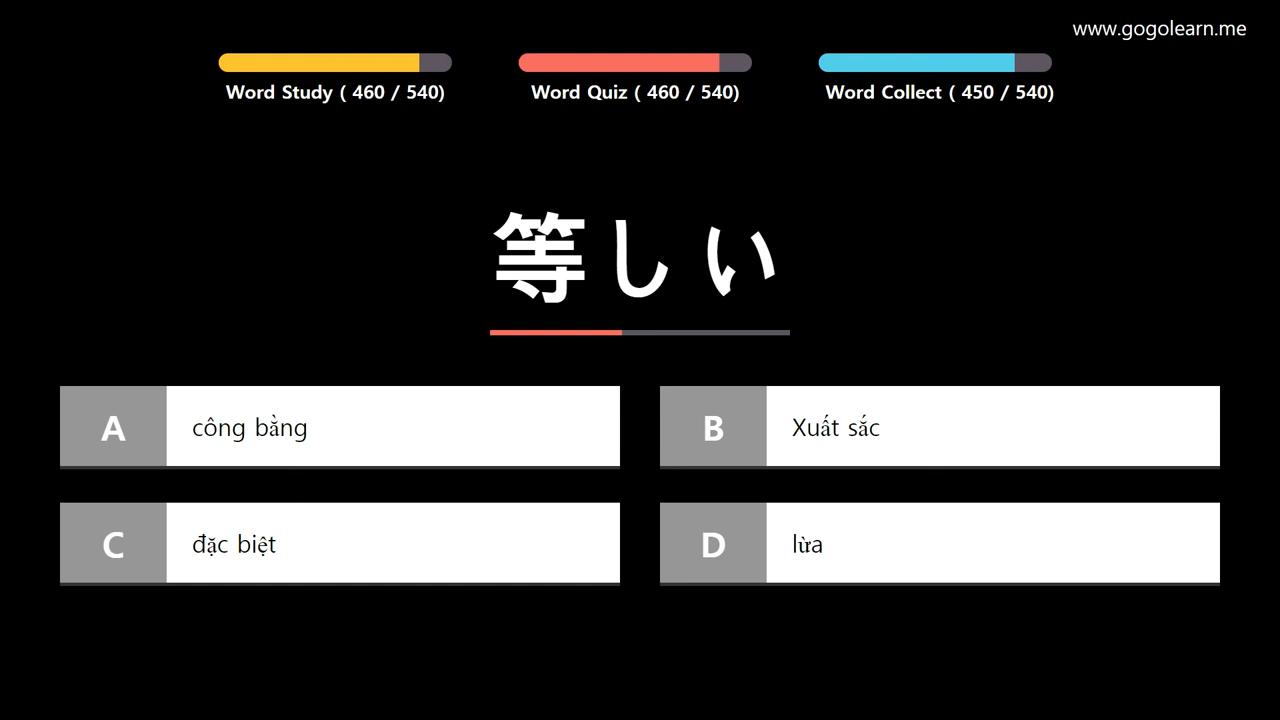 www.gogolearn.me
Word Study ( 460 / 540)
Word Quiz ( 460 / 540)
Word Collect ( 450 / 540)
等しい
A công bằng
B Xuất sắc
C đặc biệt
D lừa